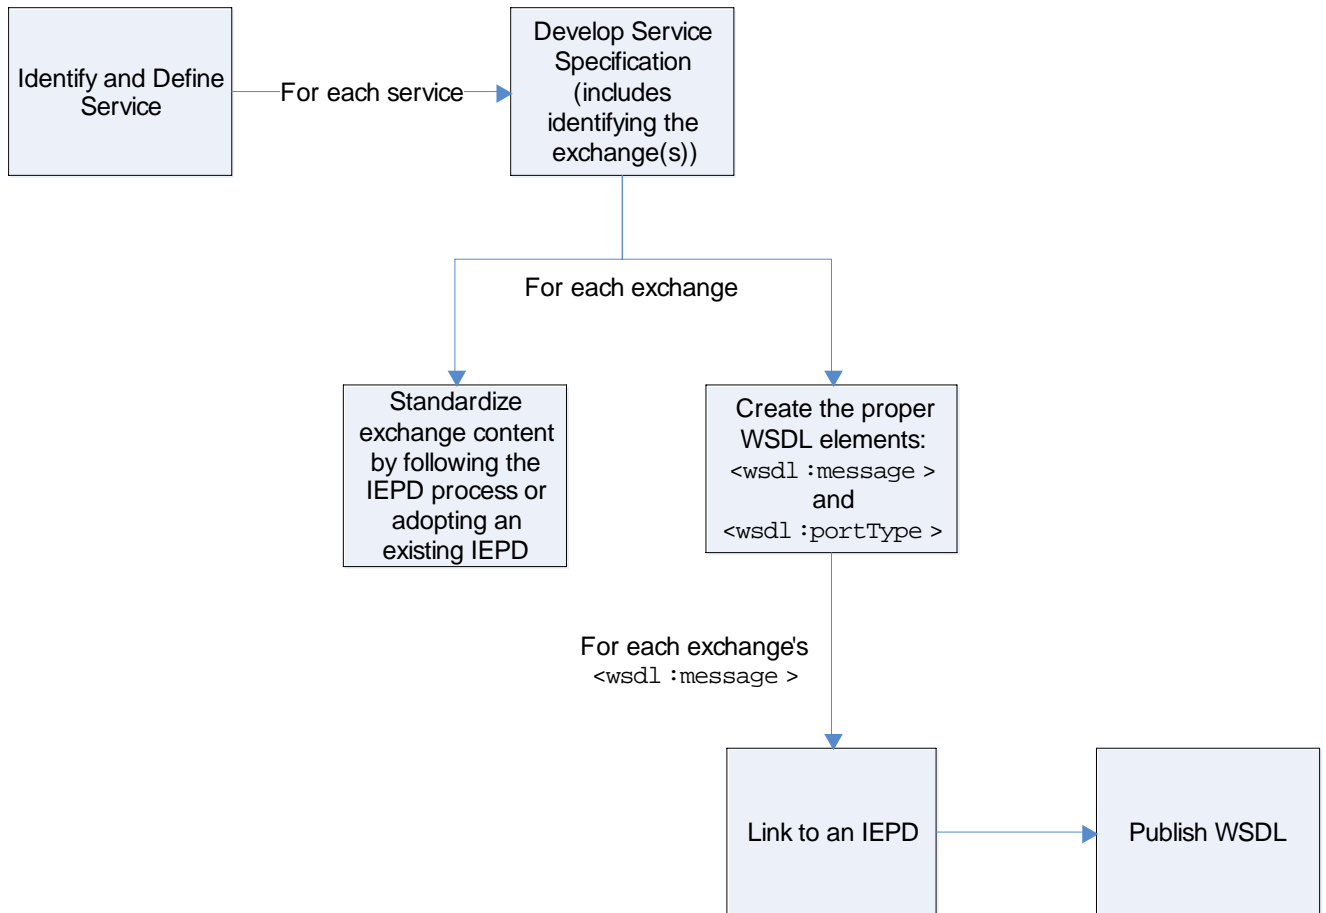 Identify and Define
Service
For each service
Develop Service
Specification
(includes
identifying the
exchange(s))
For each exchange
Standardize
exchange content
by following the
IEPD process or
adopting an
existing IEPD
Create the proper
WSDL elements:
<wsdl:message>
and
<wsdl:portType>
For each exchange's
<wsdl:message>
Link to an IEPD
Publish WSDL